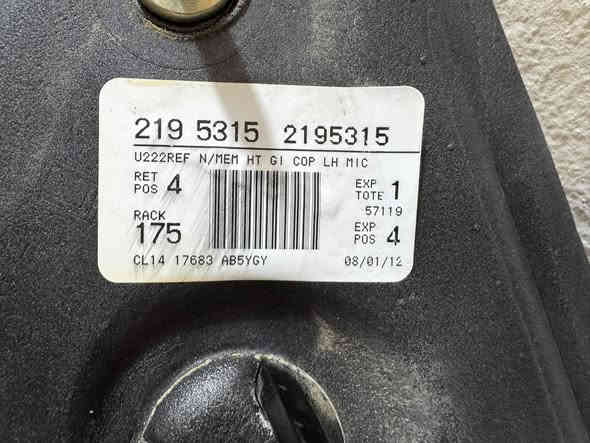 219 5315 2195315
U222REF N/MEM HT GI COP LH MIC
RET POS 4
EXP TOTE 1
57119
RACK 175
EXP POS 4
CL14 17683 AB5YGY 08/01/12